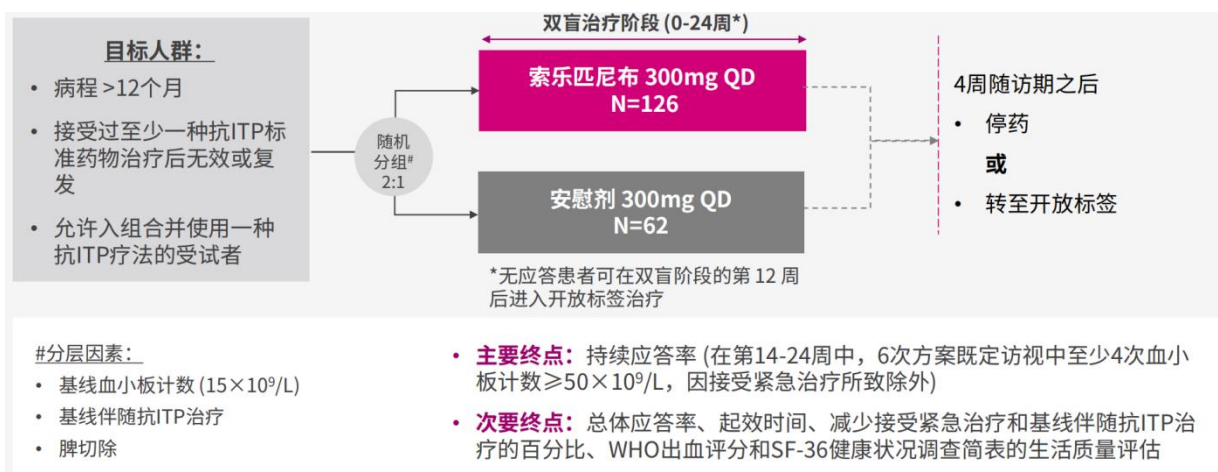 目标人群：
• 病程 >12个月
• 接受过至少一种抗ITP标
准药物治疗后无效或复
发
• 允许入组合并使用一种
抗ITP疗法的受试者
随机
分组#
2:1
双盲治疗阶段 (0-24周*)
索乐匹尼布 300mg QD
N=126
安慰剂 300mg QD
N=62
*无应答患者可在双盲阶段的第 12 周
后进入开放标签治疗
4周随访期之后
• 停药
或
• 转至开放标签
#分层因素：
• 基线血小板计数 (15×10⁹/L)
• 基线伴随抗ITP治疗
• 脾切除
• 主要终点：持续应答率 (在第14-24周中，6次方案既定访视中至少4次血小
板计数≥50×10⁹/L，因接受紧急治疗所致除外)
• 次要终点：总体应答率、起效时间、减少接受紧急治疗和基线伴随抗ITP治
疗的百分比、WHO出血评分和SF-36健康状况调查简表的生活质量评估